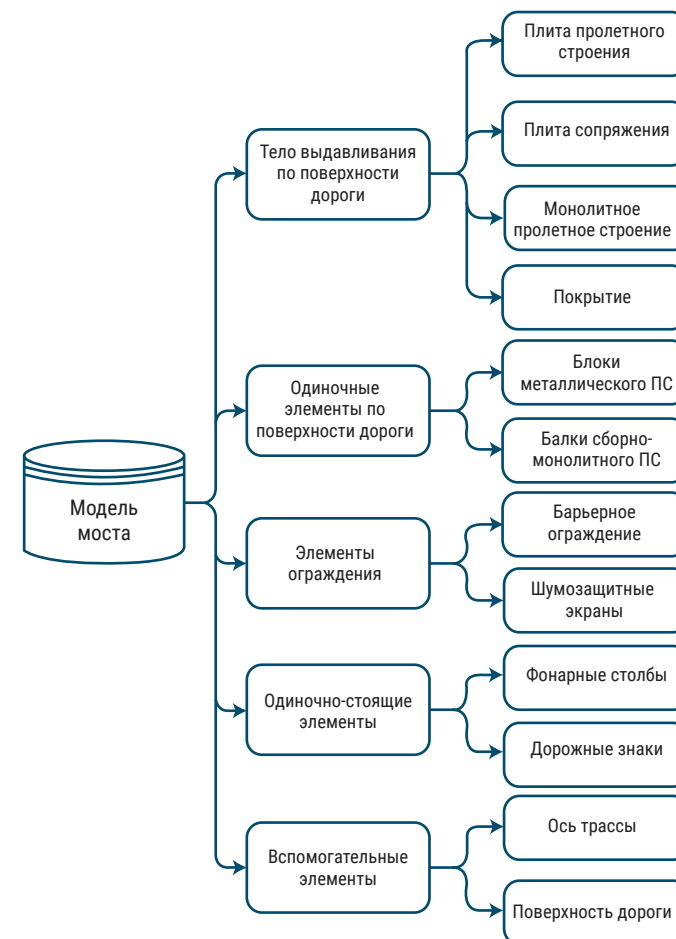 Модель
моста
Тело выдавливания
по поверхности
дороги
Плита пролетного
строения
Плита сопряжения
Монолитное
пролетное строение
Покрытие
Одиночные
элементы по
поверхности дороги
Блоки
металлического ПС
Балки сборно-
монолитного ПС
Элементы
ограждения
Барьерное
ограждение
Шумозащитные
экраны
Одиночно-стоящие
элементы
Фонарные столбы
Дорожные знаки
Вспомогательные
элементы
Ось трассы
Поверхность дороги